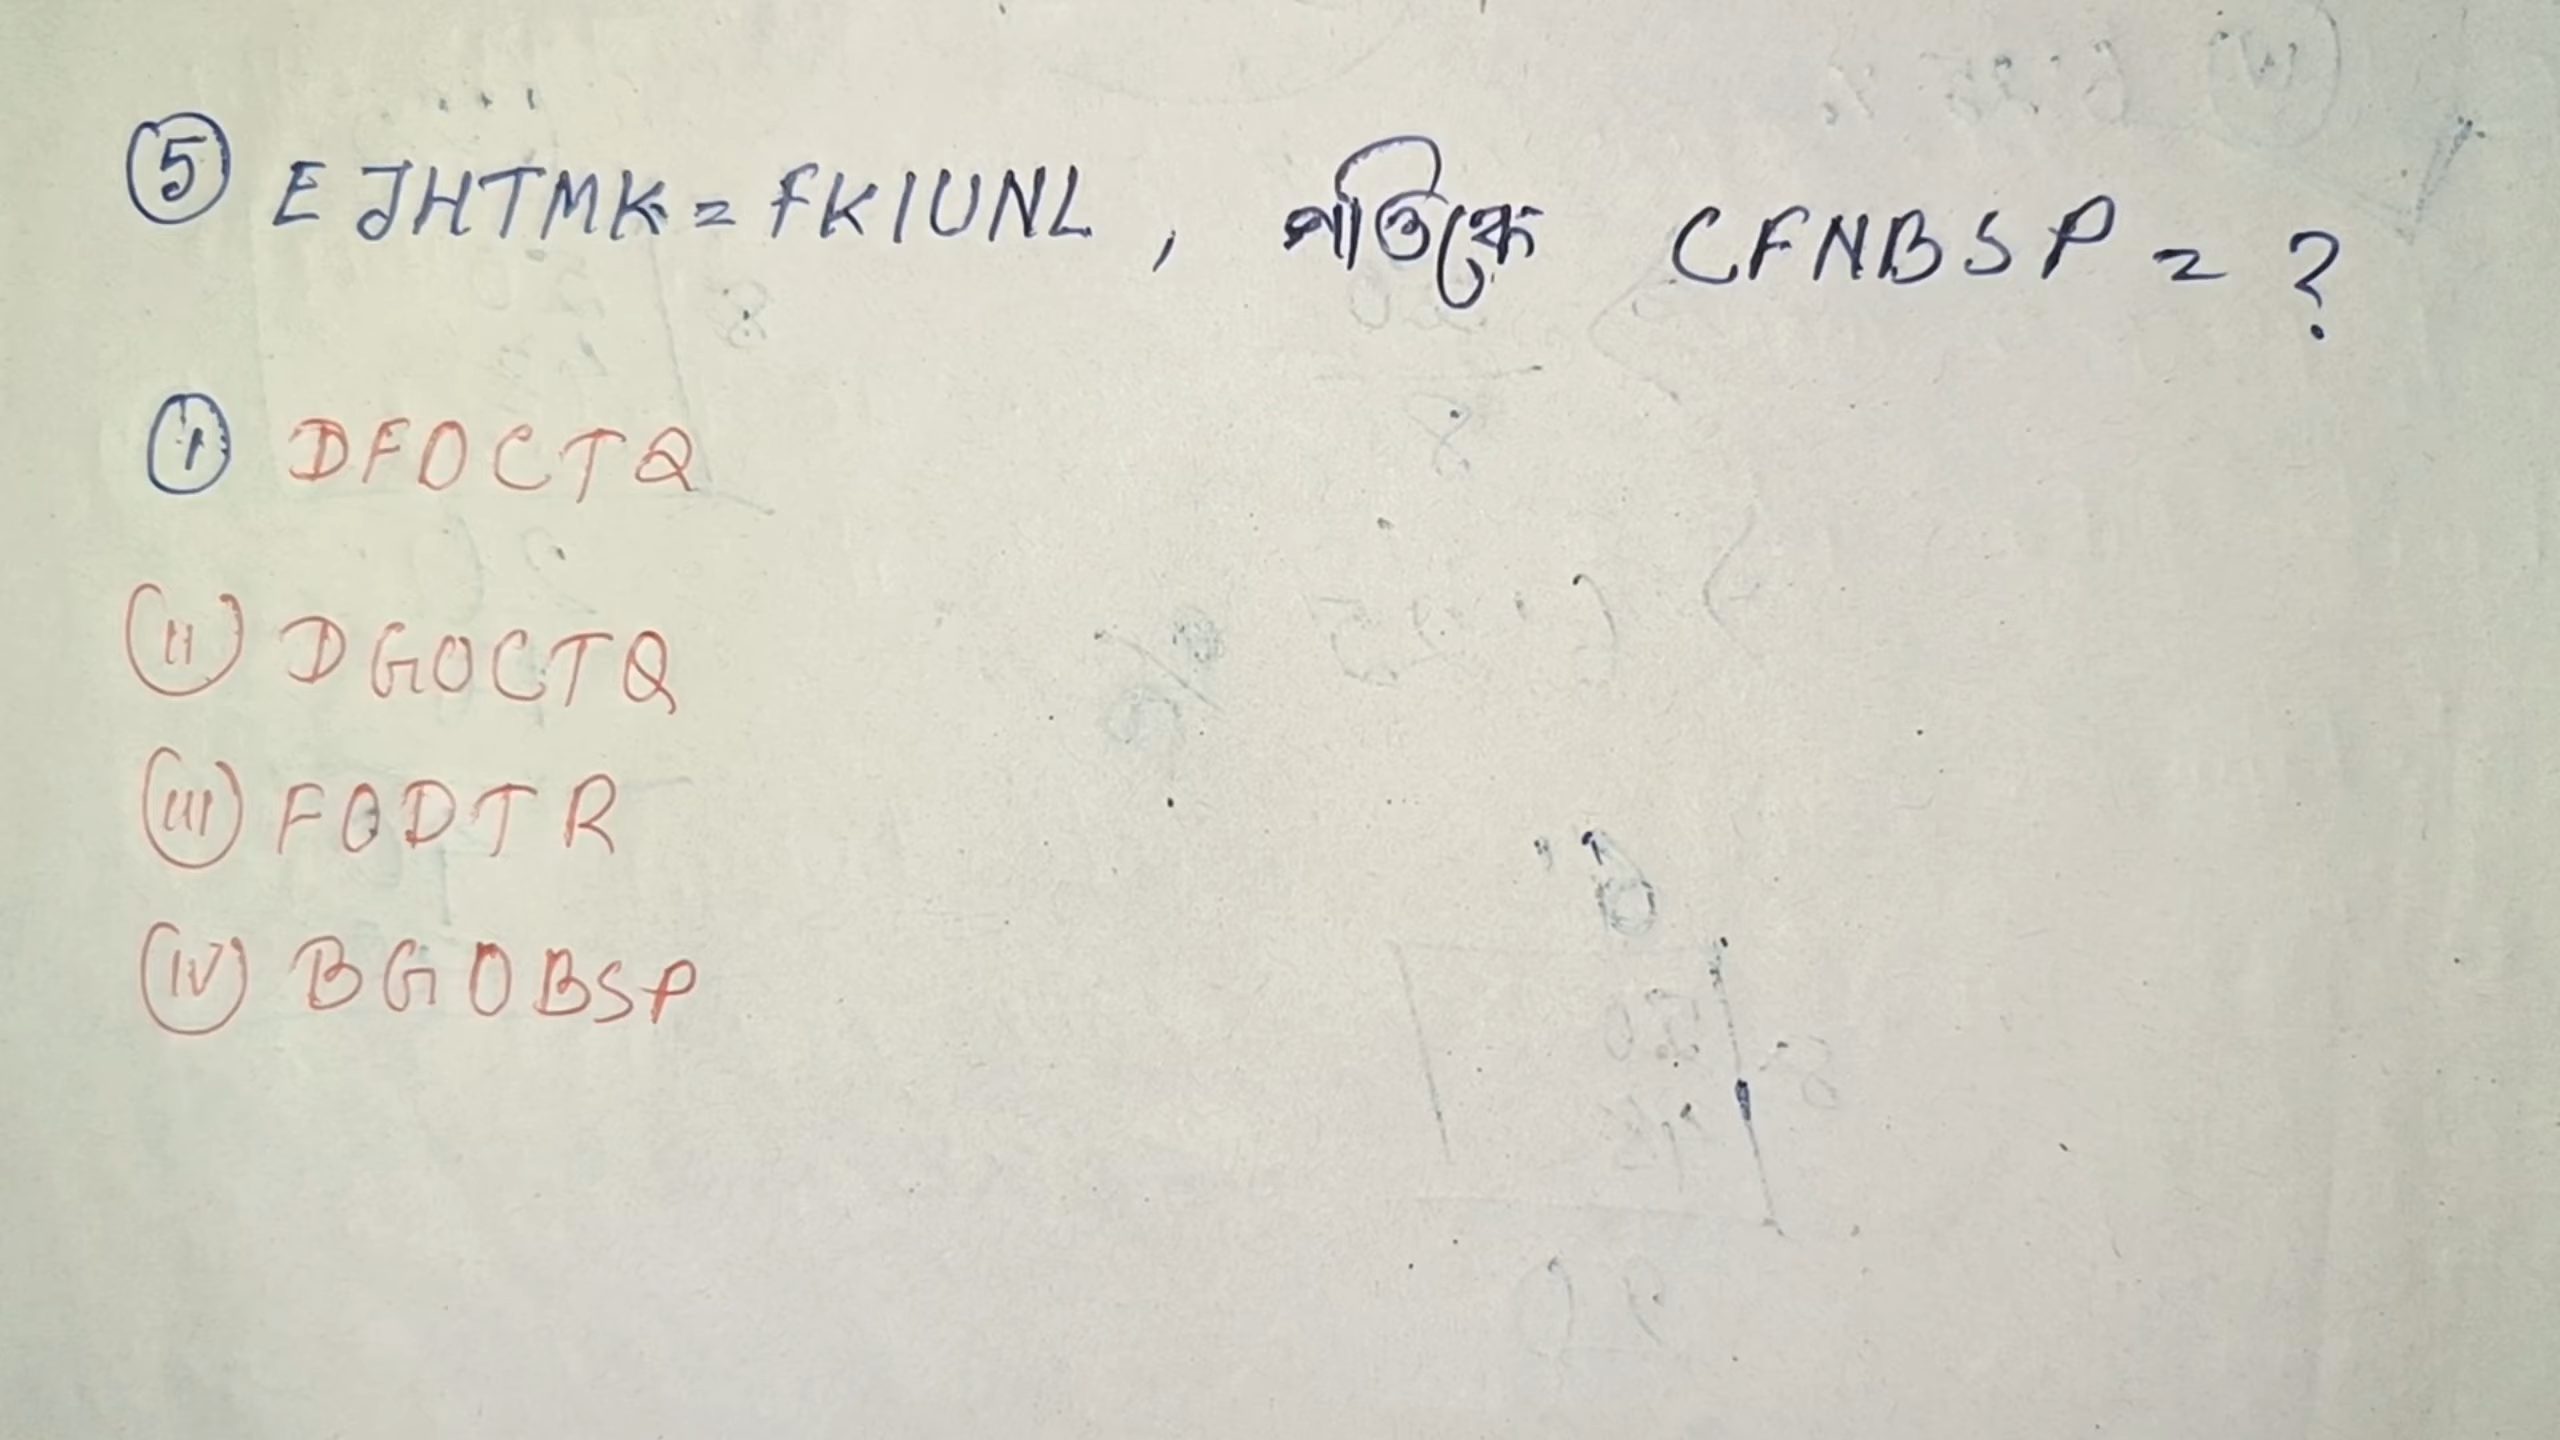 5 EJHTMK = FKIUNL , CFNBSP = ?
I DFOCTQ
(II) DGOCTQ
(III) FODTR
(IV) BGOBSP